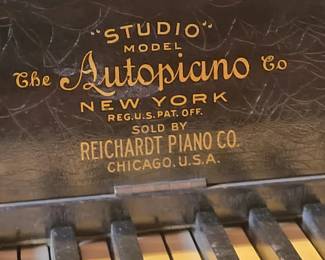 "STUDIO"
MODEL
The Autopiano Co
NEW YORK
REG.U.S.PAT.OFF.
SOLD BY
REICHARDT PIANO CO.
CHICAGO.U.S.A.